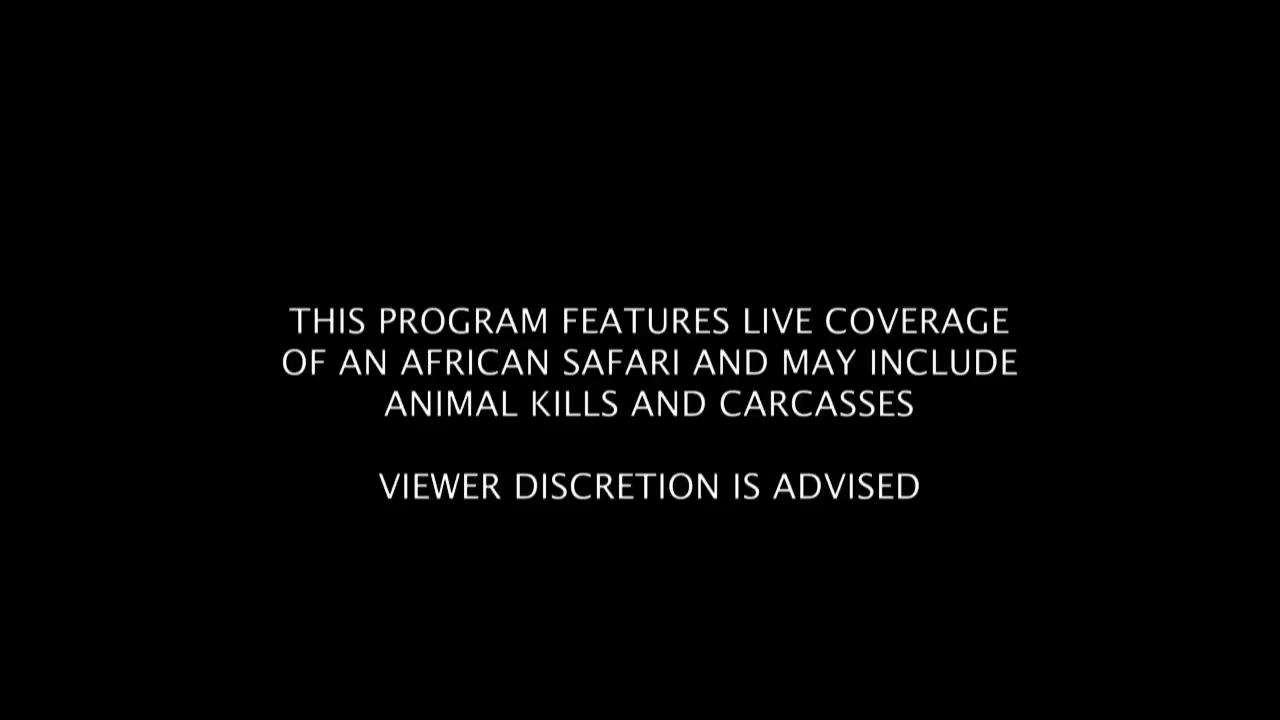 THIS PROGRAM FEATURES LIVE COVERAGE
OF AN AFRICAN SAFARI AND MAY INCLUDE
ANIMAL KILLS AND CARCASSES
VIEWER DISCRETION IS ADVISED